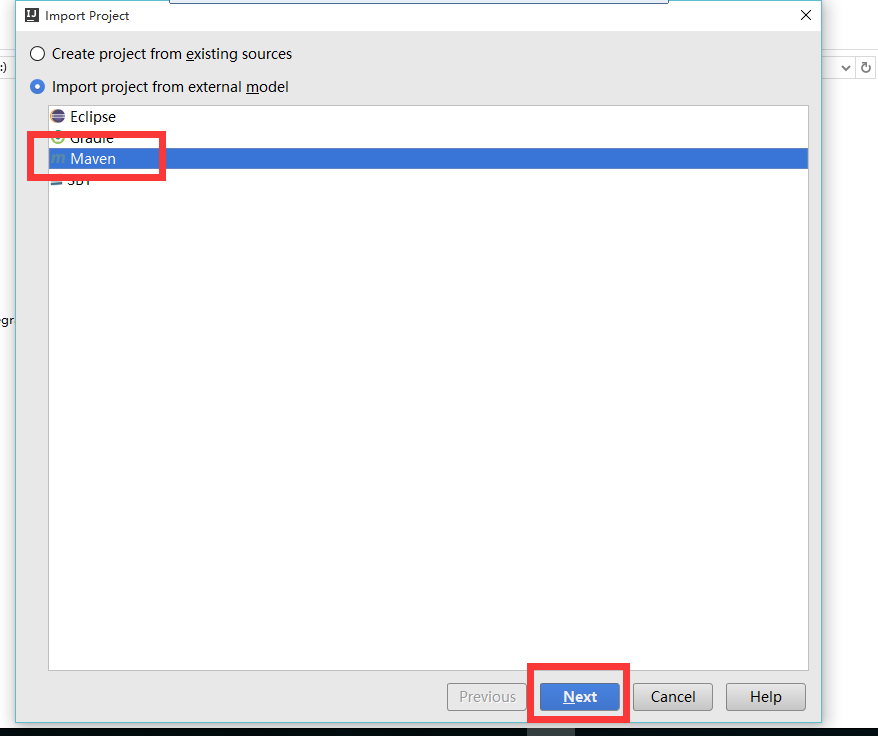 Import Project
Create project from existing sources
:)
Import project from external model
Eclipse
Gradle
Maven
SBT
Previous
Next
Cancel
Help